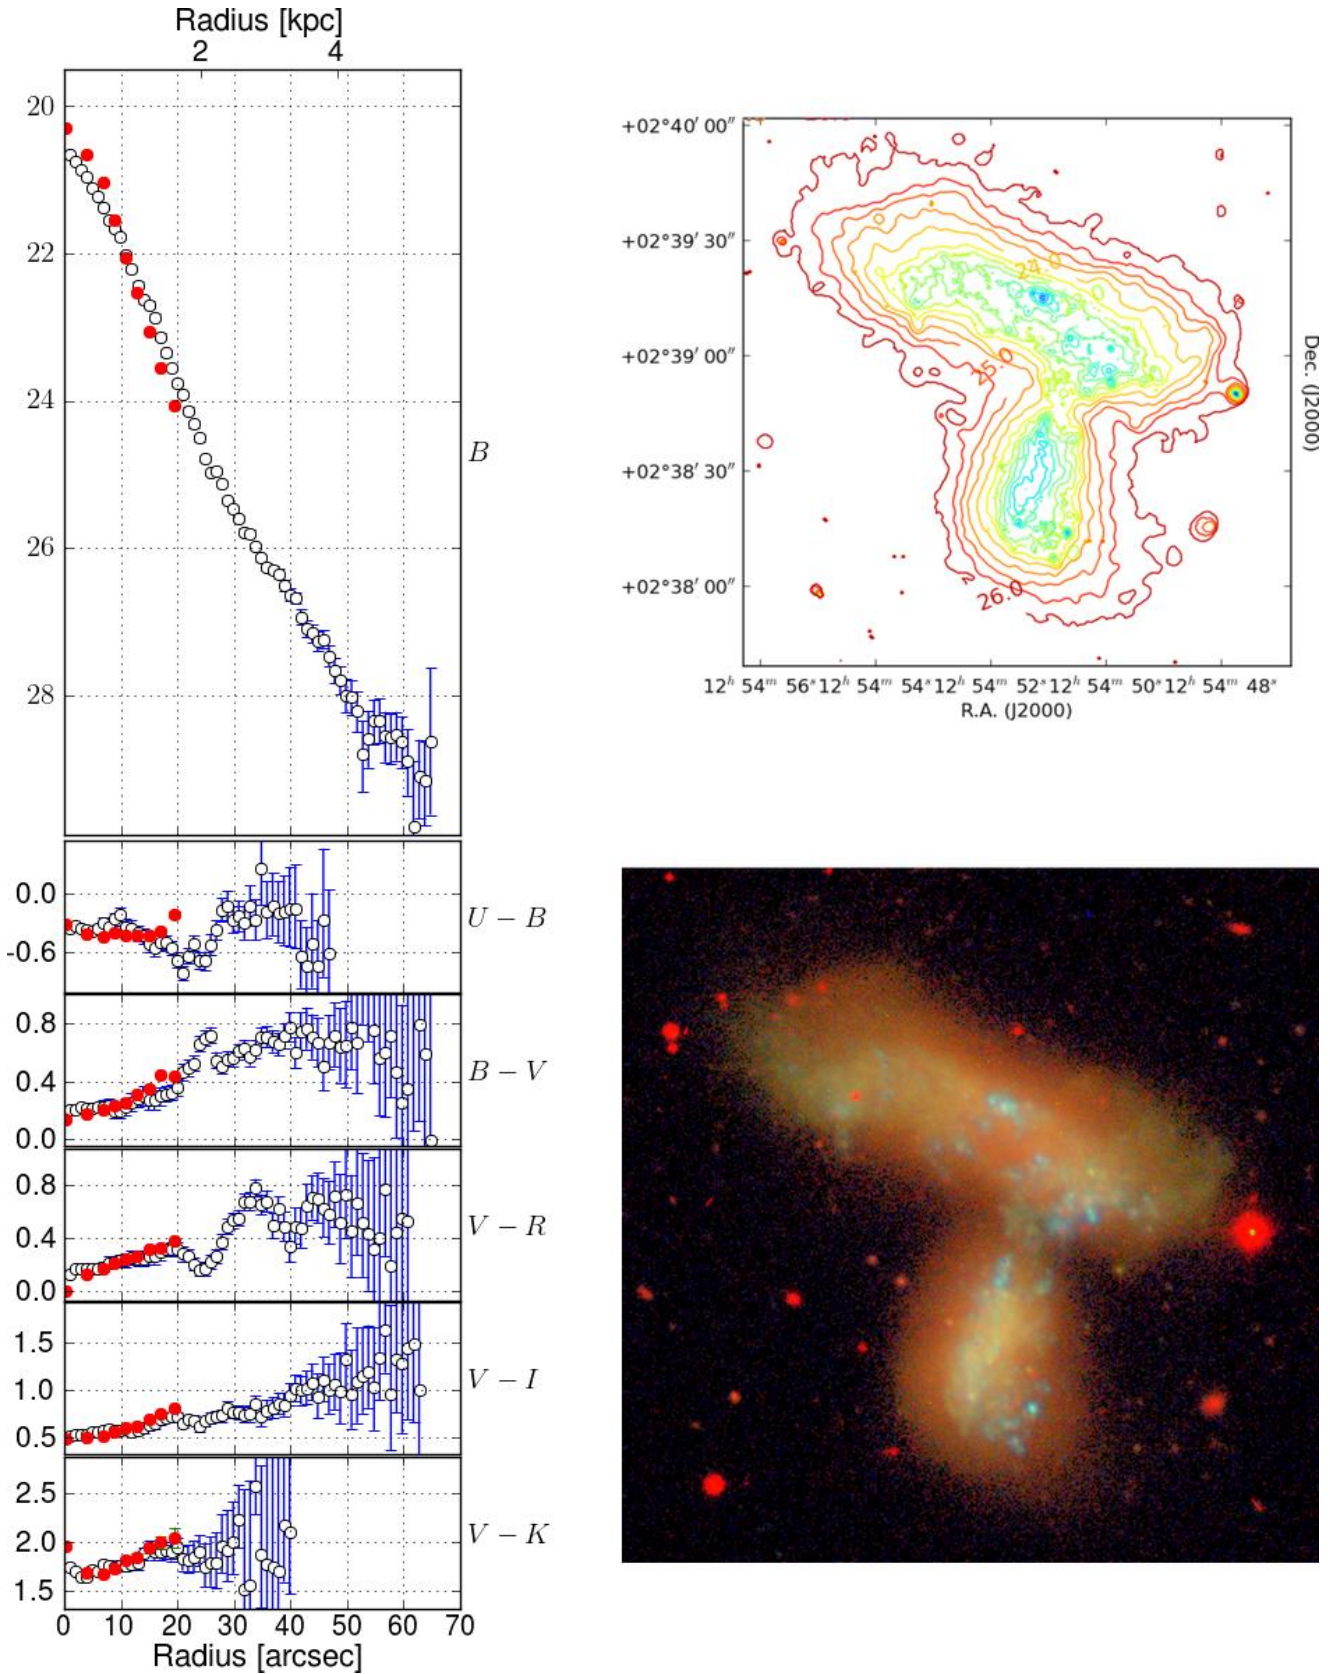 Radius [kpc]
2 4
20
22
24
26
28
B
0.0
-0.6
U − B
0.8
0.4
0.0
B − V
0.8
0.4
0.0
V − R
1.5
1.0
0.5
V − I
2.5
2.0
1.5
V − K
0 10 20 30 40 50 60 70
Radius [arcsec]
+02°40′ 00″
+02°39′ 30″
+02°39′ 00″
+02°38′ 30″
+02°38′ 00″
24.0
25.0
26.0
Dec. (J2000)
12ʰ 54ᵐ 56ˢ 12ʰ 54ᵐ 54ˢ 12ʰ 54ᵐ 52ˢ 12ʰ 54ᵐ 50ˢ 12ʰ 54ᵐ 48ˢ
R.A. (J2000)